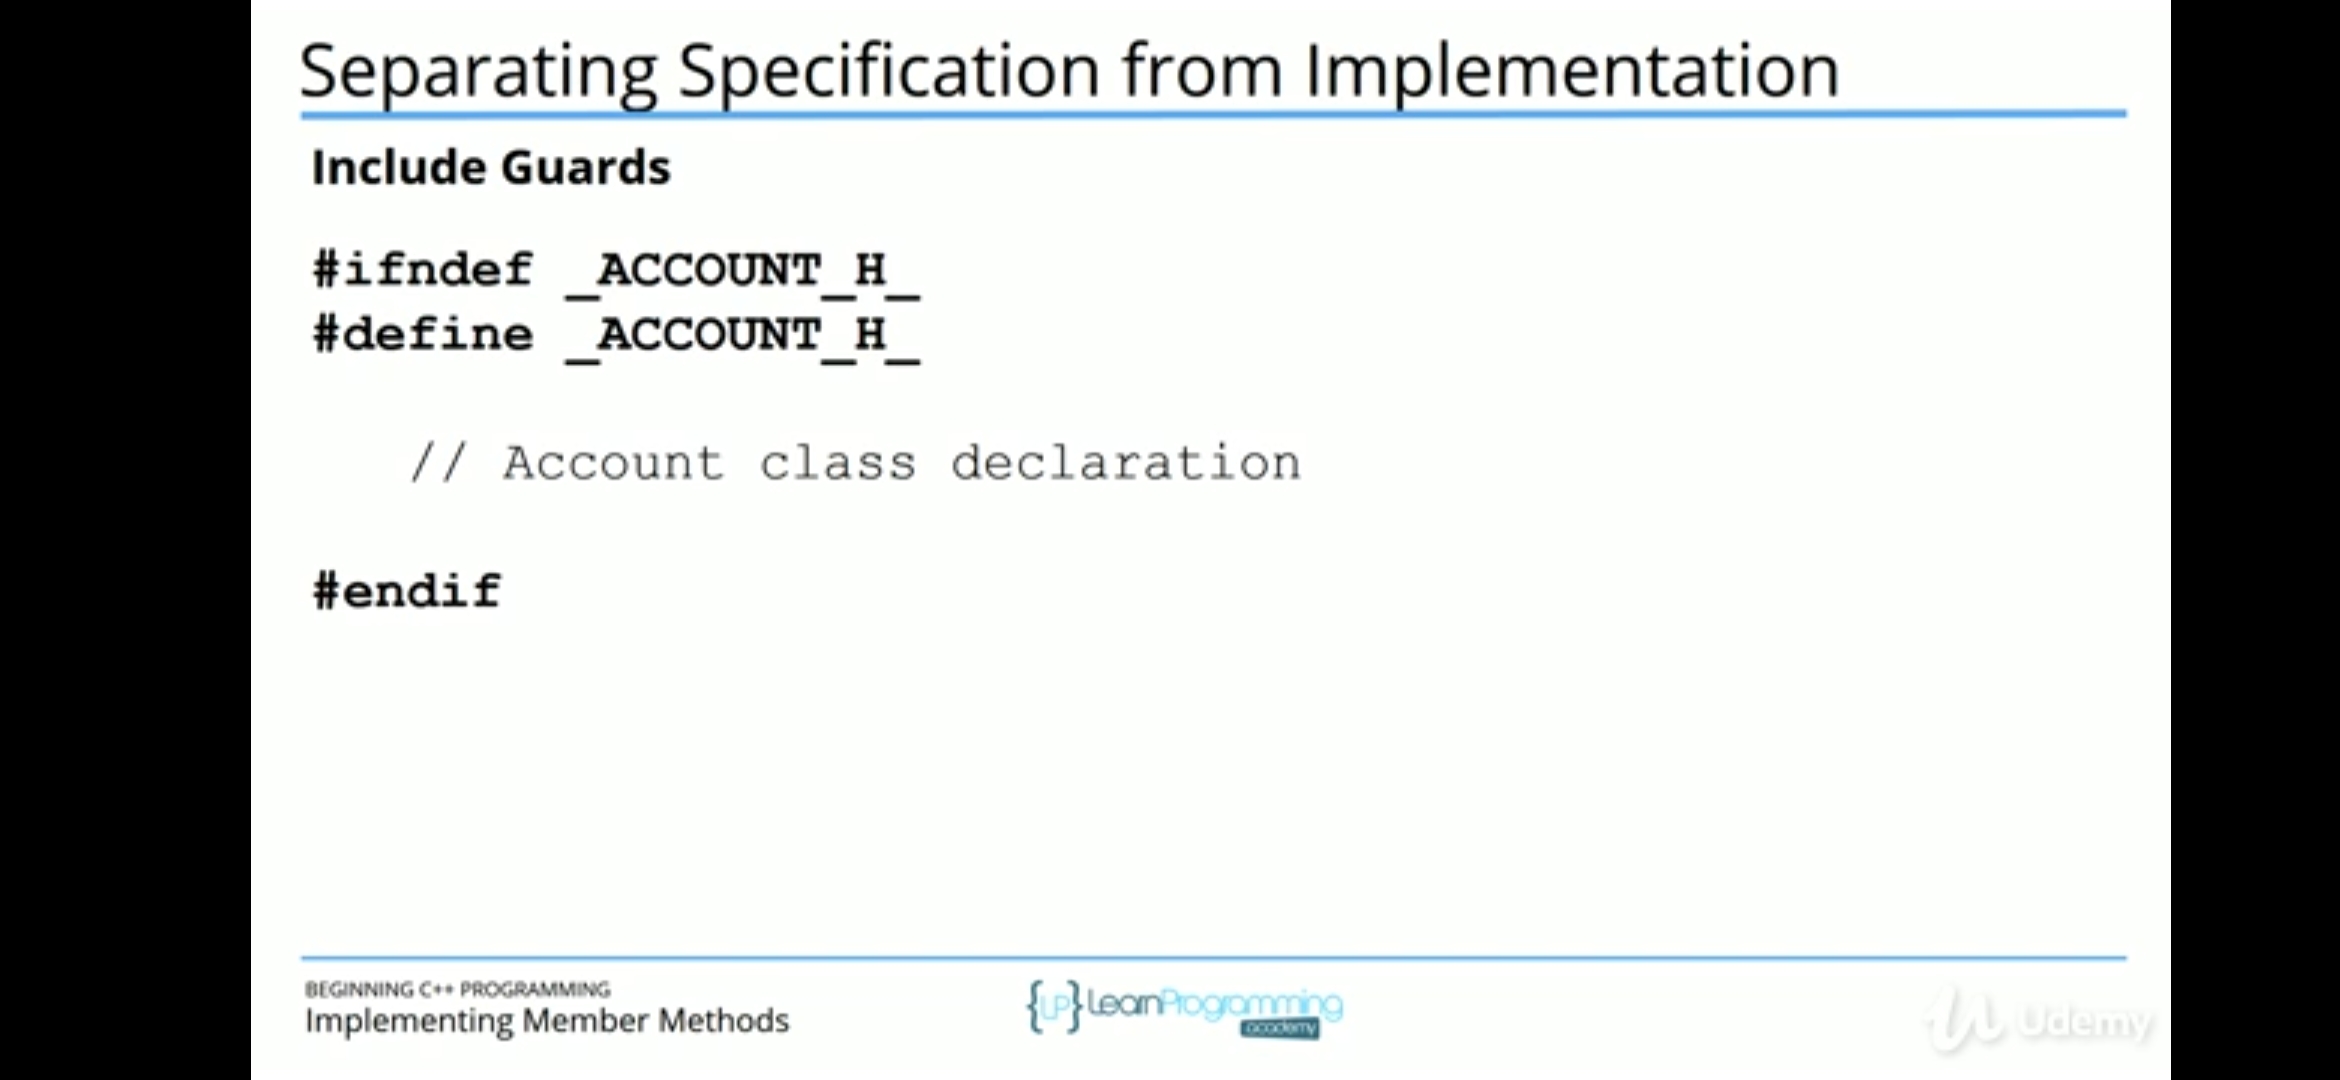 Separating Specification from Implementation
Include Guards
#ifndef _ACCOUNT_H_
#define _ACCOUNT_H_
// Account class declaration
#endif
BEGINNING C++ PROGRAMMING
Implementing Member Methods
{LP} LearnProgramming
academy
Udemy